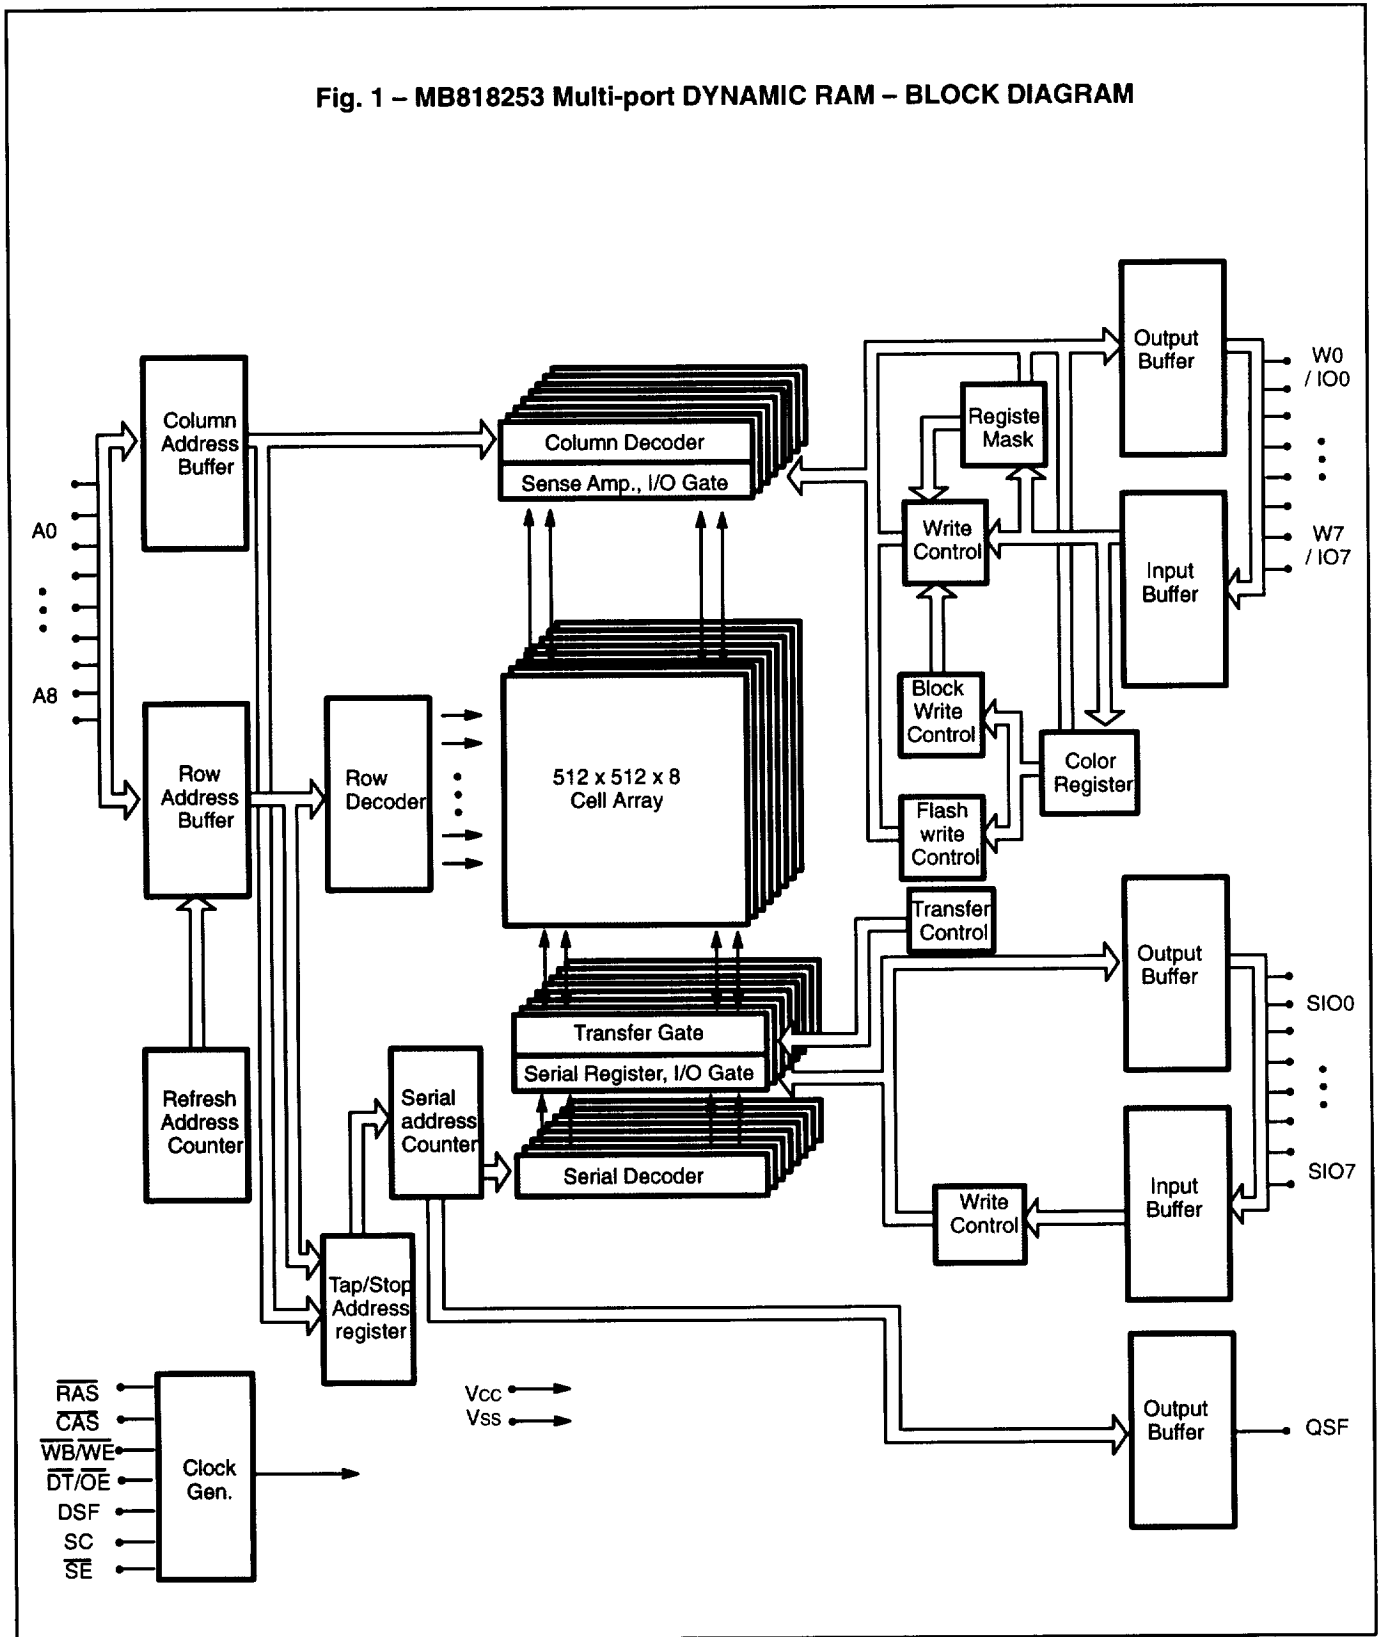 Fig. 1 – MB818253 Multi-port DYNAMIC RAM – BLOCK DIAGRAM
Output
Buffer
W0
/ IO0
Column
Address
Buffer
Registe
Mask
Column Decoder
Sense Amp., I/O Gate
A0
Write
Control
W7
/ IO7
Input
Buffer
A8
Block
Write
Control
Row
Address
Buffer
Row
Decoder
512 x 512 x 8
Cell Array
Color
Register
Flash
write
Control
Transfer
Control
Output
Buffer
SIO0
Transfer Gate
Serial Register, I/O Gate
Refresh
Address
Counter
Serial
address
Counter
Serial Decoder
SIO7
Input
Buffer
Write
Control
Tap/Stop
Address
register
RAS
CAS
WB/WE
DT/OE
DSF
SC
SE
Clock
Gen.
Vcc
Vss
Output
Buffer
QSF